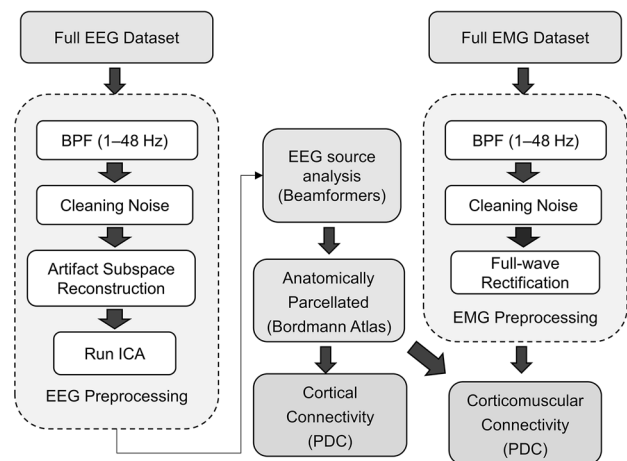 Full EEG Dataset
BPF (1–48 Hz)
Cleaning Noise
Artifact Subspace
Reconstruction
Run ICA
EEG Preprocessing
EEG source
analysis
(Beamformers)
Anatomically
Parcellated
(Bordmann Atlas)
Cortical
Connectivity
(PDC)
Full EMG Dataset
BPF (1–48 Hz)
Cleaning Noise
Full-wave
Rectification
EMG Preprocessing
Corticomuscular
Connectivity
(PDC)